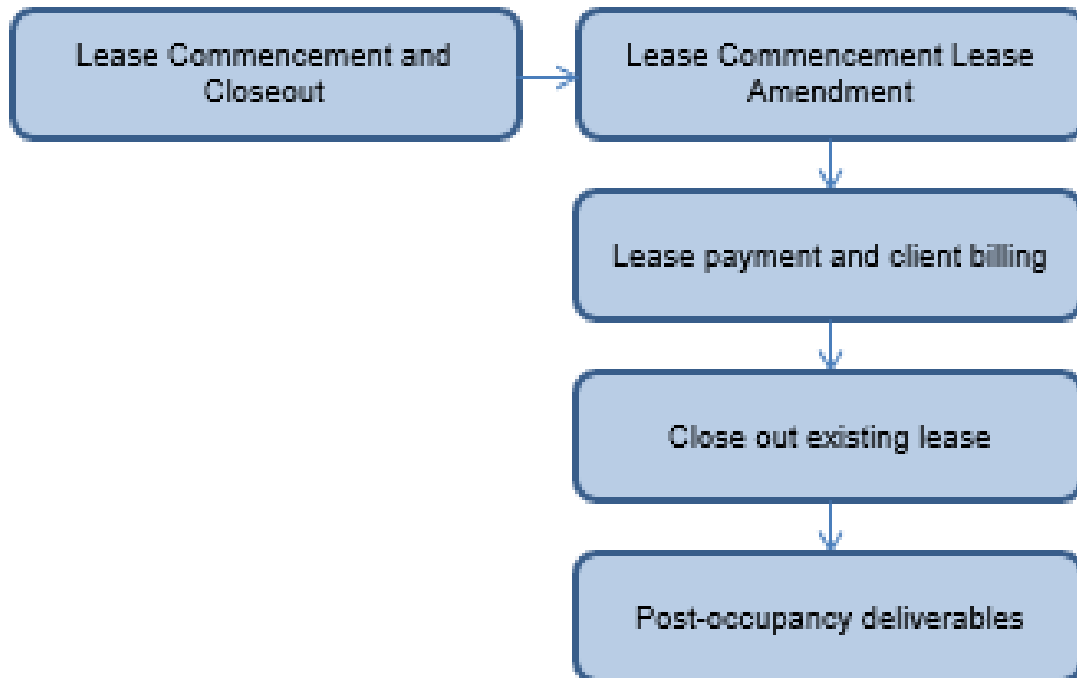 Lease Commencement and
Closeout
Lease Commencement Lease
Amendment
Lease payment and client billing
Close out existing lease
Post-occupancy deliverables